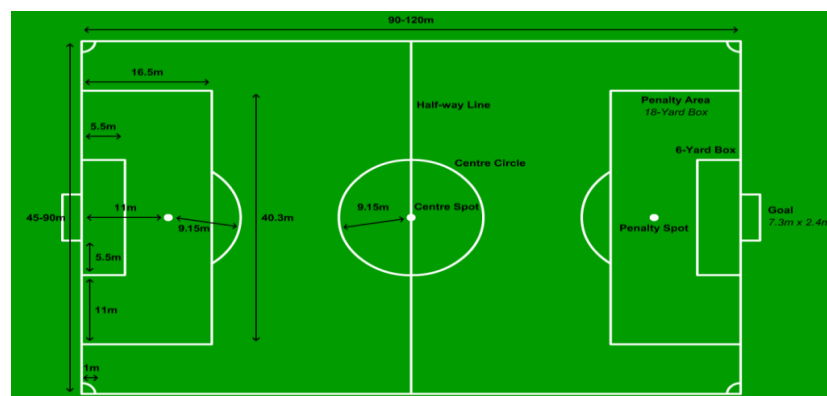 90-120m
16.5m
Penalty Area
18-Yard Box
Half-way Line
5.5m
6-Yard Box
Centre Circle
11m
9.15m
Centre Spot
45-90m
40.3m
Goal
7.3m x 2.4m
9.15m
Penalty Spot
5.5m
11m
1m